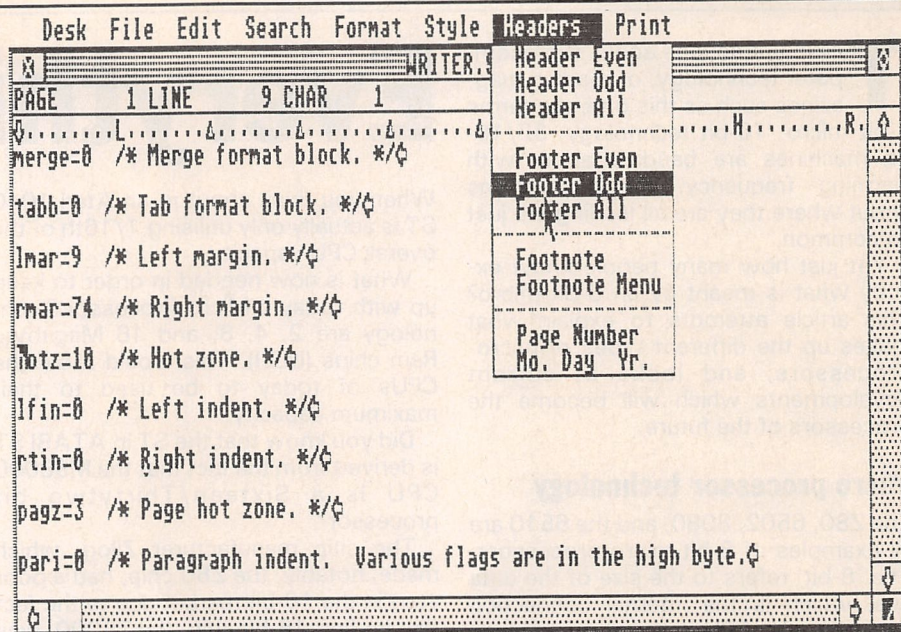 Desk File Edit Search Format Style Headers Print
WRITER.
PAGE 1 LINE 9 CHAR 1
L H R
merge=0 /* Merge format block. */
tabb=0 /* Tab format block. */
lmar=9 /* Left margin. */
rmar=74 /* Right margin. */
hotz=10 /* Hot zone. */
lfin=0 /* Left indent. */
rtin=0 /* Right indent. */
pagz=3 /* Page hot zone. */
pari=0 /* Paragraph indent. Various flags are in the high byte.
Header Even
Header Odd
Header All
Footer Even
Footer Odd
Footer All
Footnote
Footnote Menu
Page Number
Mo. Day Yr.